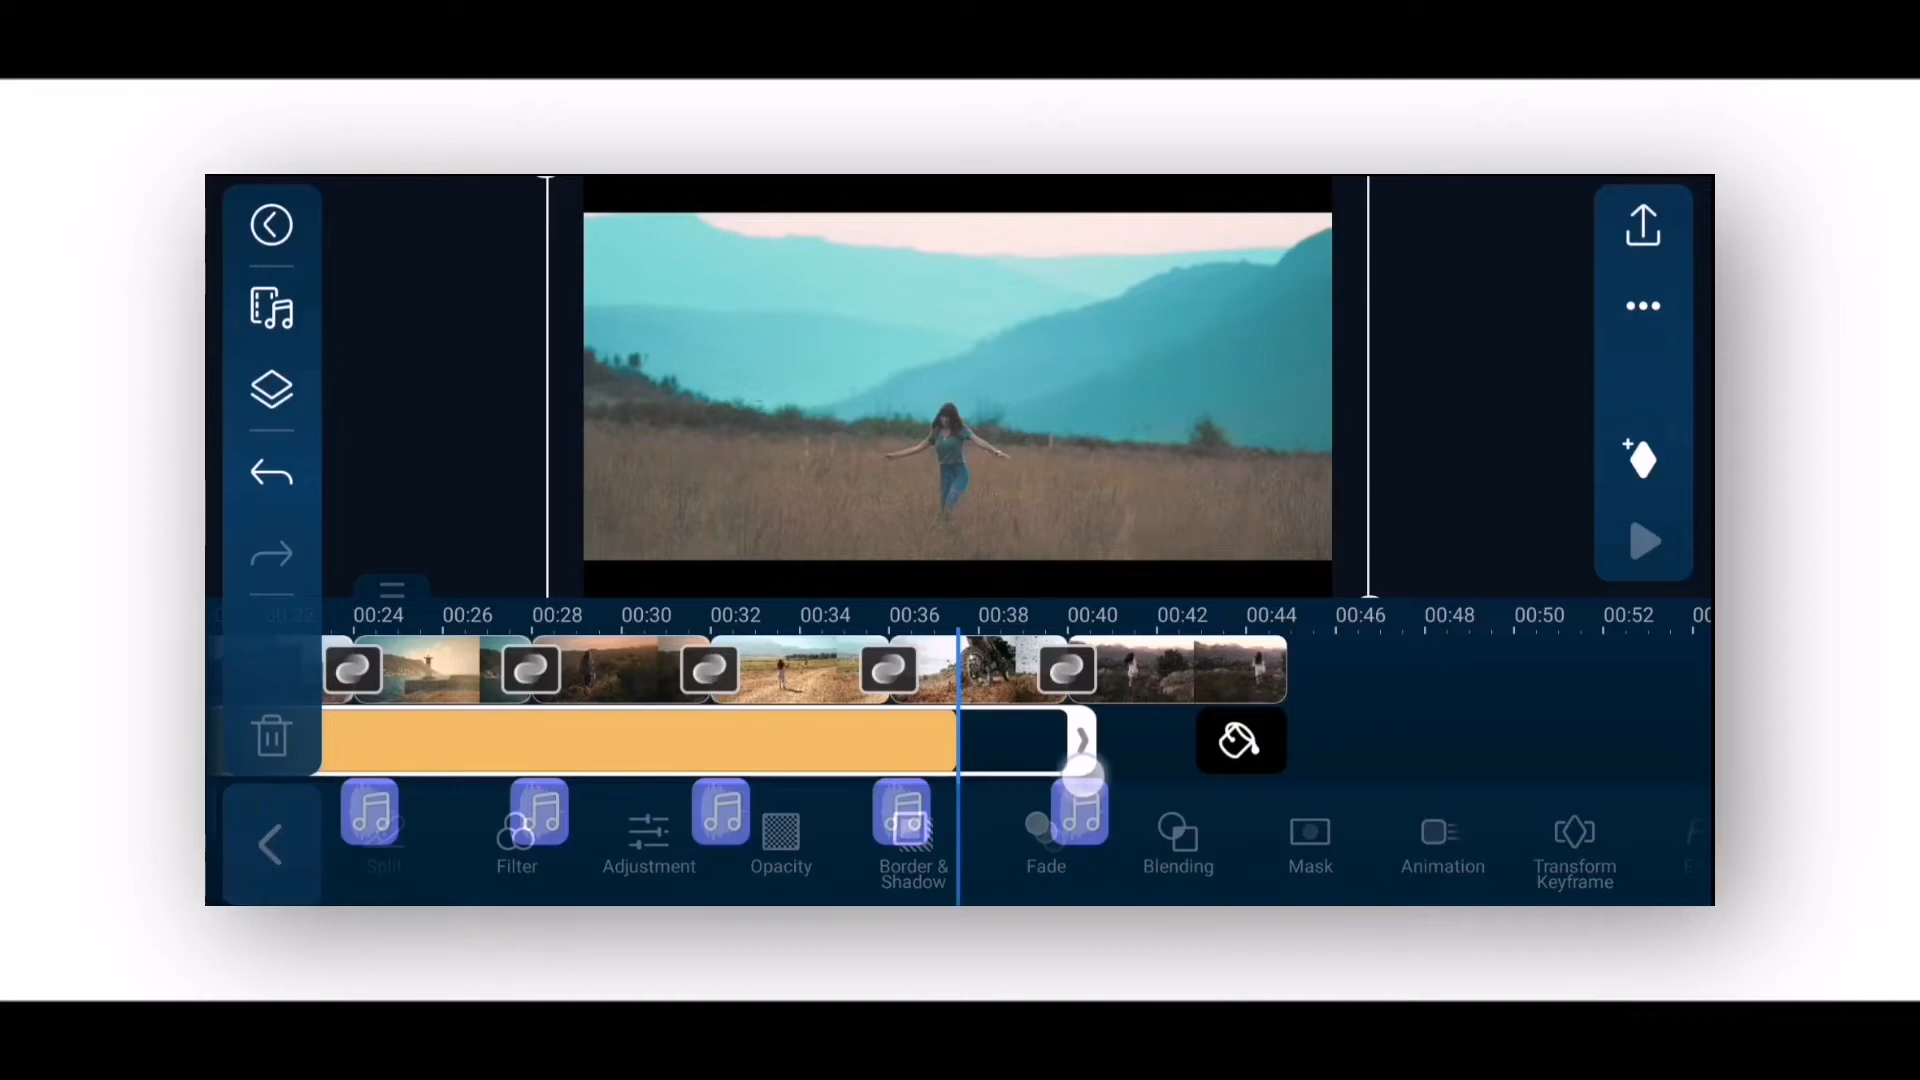 00:24 00:26 00:28 00:30 00:32 00:34 00:36 00:38 00:40 00:42 00:44 00:46 00:48 00:50 00:52
Split Filter Adjustment Opacity Border & Shadow Fade Blending Mask Animation Transform Keyframe